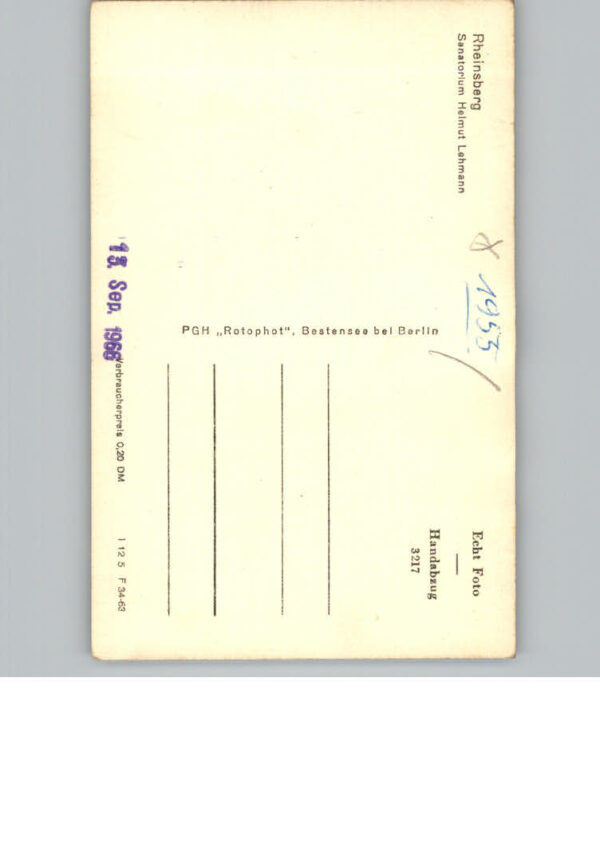 Rheinsberg
Sanatorium Helmut Lehmann
1955
PGH „Rotophot“, Bestensee bei Berlin
Echt Foto
Handabzug
3217
13. Sep. 1966
Verbraucherpreis 0,20 DM
I 12 5 F 34-63